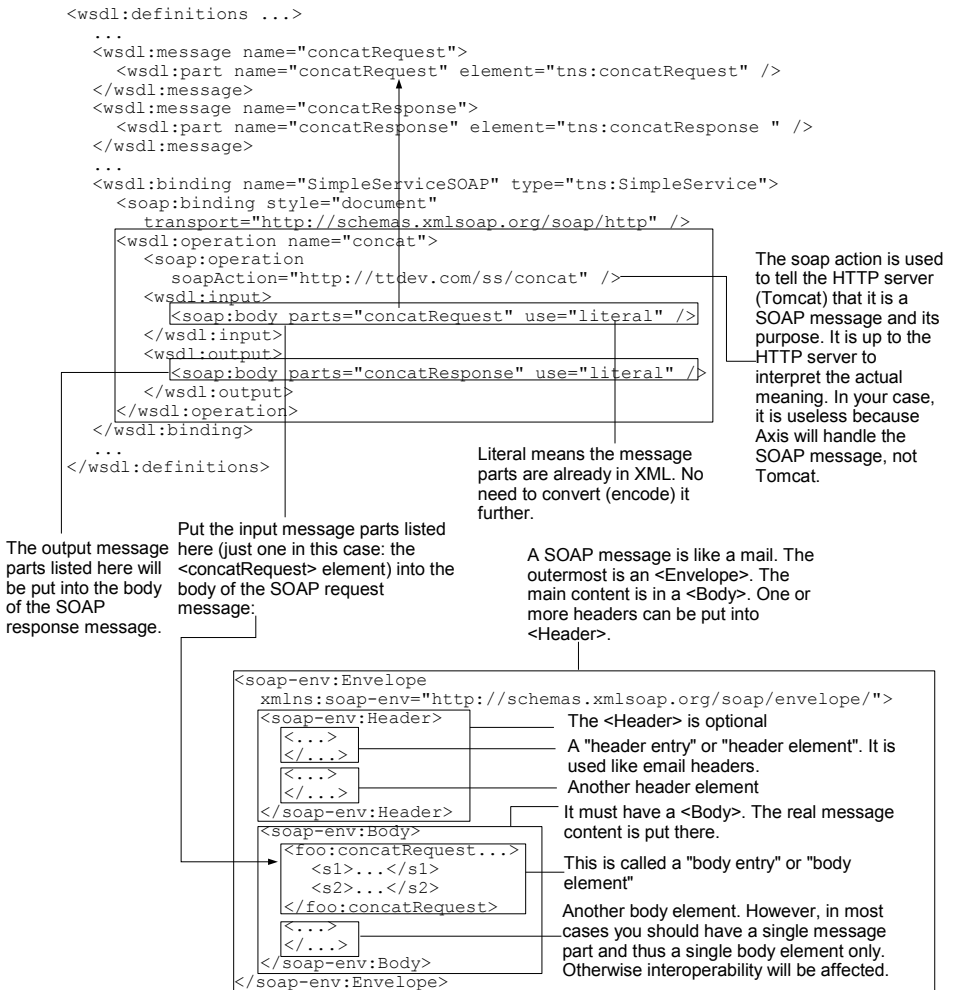 <wsdl:definitions ...>
...
<wsdl:message name="concatRequest">
<wsdl:part name="concatRequest" element="tns:concatRequest" />
</wsdl:message>
<wsdl:message name="concatResponse">
<wsdl:part name="concatResponse" element="tns:concatResponse " />
</wsdl:message>
...
<wsdl:binding name="SimpleServiceSOAP" type="tns:SimpleService">
<soap:binding style="document"
transport="http://schemas.xmlsoap.org/soap/http" />
<wsdl:operation name="concat">
<soap:operation
soapAction="http://ttdev.com/ss/concat" />
<wsdl:input>
<soap:body parts="concatRequest" use="literal" />
</wsdl:input>
<wsdl:output>
<soap:body parts="concatResponse" use="literal" />
</wsdl:output>
</wsdl:operation>
</wsdl:binding>
...
</wsdl:definitions>
The soap action is used
to tell the HTTP server
(Tomcat) that it is a
SOAP message and its
purpose. It is up to the
HTTP server to
interpret the actual
meaning. In your case,
it is useless because
Axis will handle the
SOAP message, not
Tomcat.
Literal means the message
parts are already in XML. No
need to convert (encode) it
further.
The output message
parts listed here will
be put into the body
of the SOAP
response message.
Put the input message parts listed
here (just one in this case: the
<concatRequest> element) into the
body of the SOAP request
message:
A SOAP message is like a mail. The
outermost is an <Envelope>. The
main content is in a <Body>. One or
more headers can be put into
<Header>.
<soap-env:Envelope
xmlns:soap-env="http://schemas.xmlsoap.org/soap/envelope/">
<soap-env:Header>
<...>
</...>
<...>
</...>
</soap-env:Header>
<soap-env:Body>
<foo:concatRequest...>
<s1>...</s1>
<s2>...</s2>
</foo:concatRequest>
<...>
</...>
</soap-env:Body>
</soap-env:Envelope>
The <Header> is optional
A "header entry" or "header element". It is
used like email headers.
Another header element
It must have a <Body>. The real message
content is put there.
This is called a "body entry" or "body
element"
Another body element. However, in most
cases you should have a single message
part and thus a single body element only.
Otherwise interoperability will be affected.